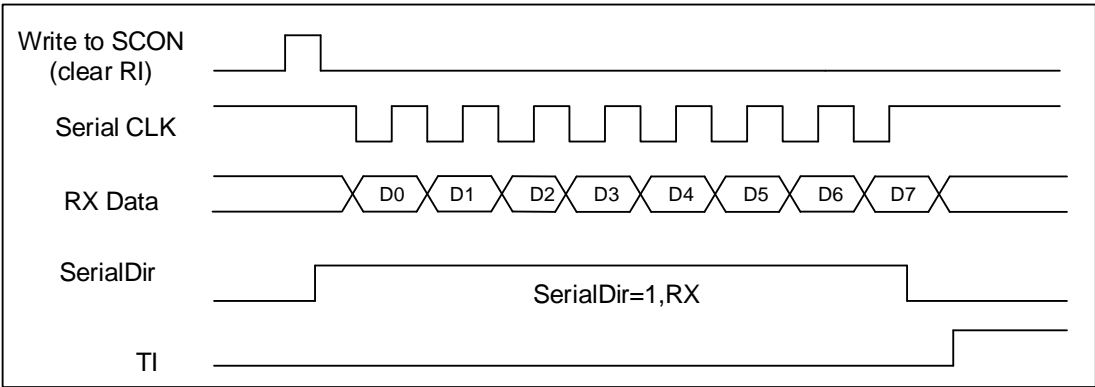 Write to SCON
(clear RI)
Serial CLK
RX Data
D0 D1 D2 D3 D4 D5 D6 D7
SerialDir
SerialDir=1,RX
TI